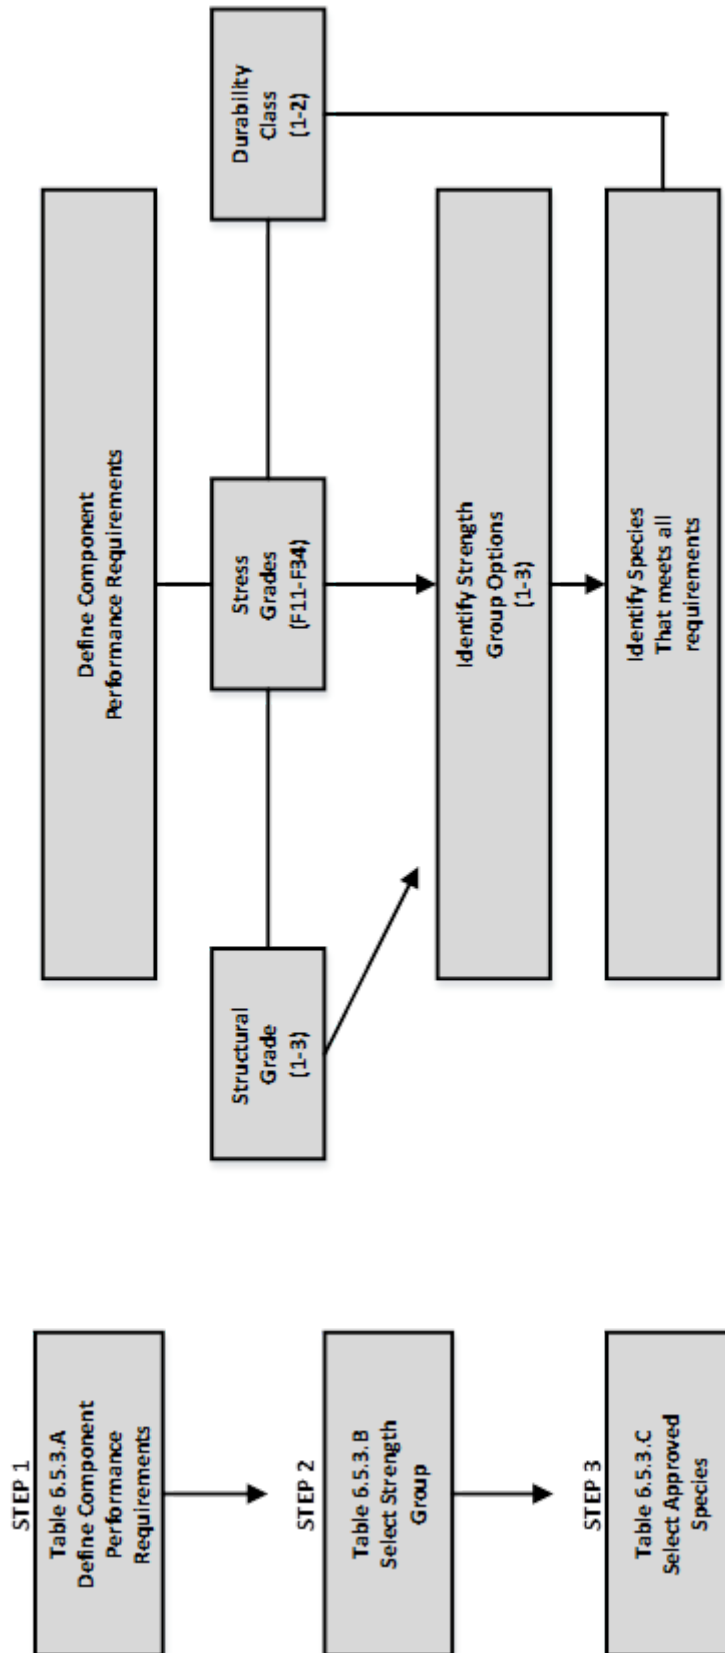 STEP 1
Table 6.5.3.A
Define Component
Performance
Requirements
STEP 2
Table 6.5.3.B
Select Strength
Group
STEP 3
Table 6.5.3.C
Select Approved
Species
Define Component
Performance Requirements
Structural
Grade
(1-3)
Stress
Grades
(F11-F34)
Durability
Class
(1-2)
Identify Strength
Group Options
(1-3)
Identify Species
That meets all
requirements